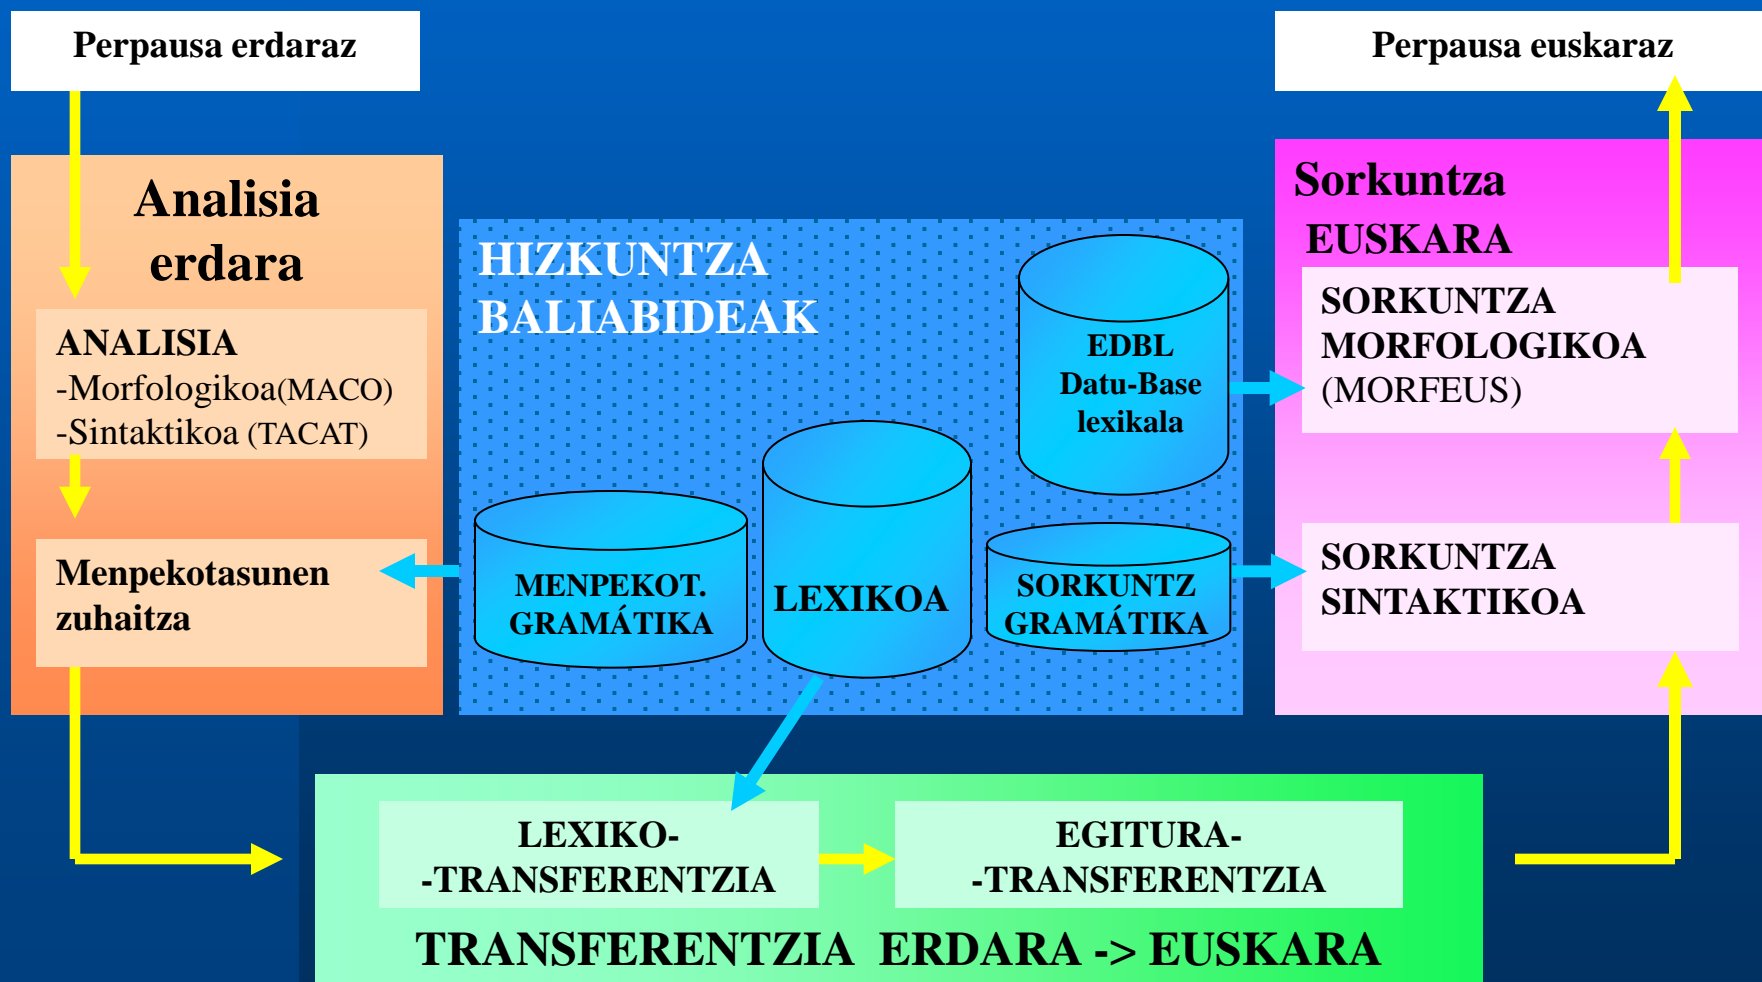 Perpausa erdaraz
Perpausa euskaraz
Analisia
erdara
ANALISIA
-Morfologikoa(MACO)
-Sintaktikoa (TACAT)
Menpekotasunen
zuhaitza
HIZKUNTZA
BALIABIDEAK
EDBL
Datu-Base
lexikala
MENPEKOT.
GRAMÁTIKA
LEXIKOA
SORKUNTZ
GRAMÁTIKA
Sorkuntza
EUSKARA
SORKUNTZA
MORFOLOGIKOA
(MORFEUS)
SORKUNTZA
SINTAKTIKOA
LEXIKO-
-TRANSFERENTZIA
EGITURA-
-TRANSFERENTZIA
TRANSFERENTZIA ERDARA -> EUSKARA